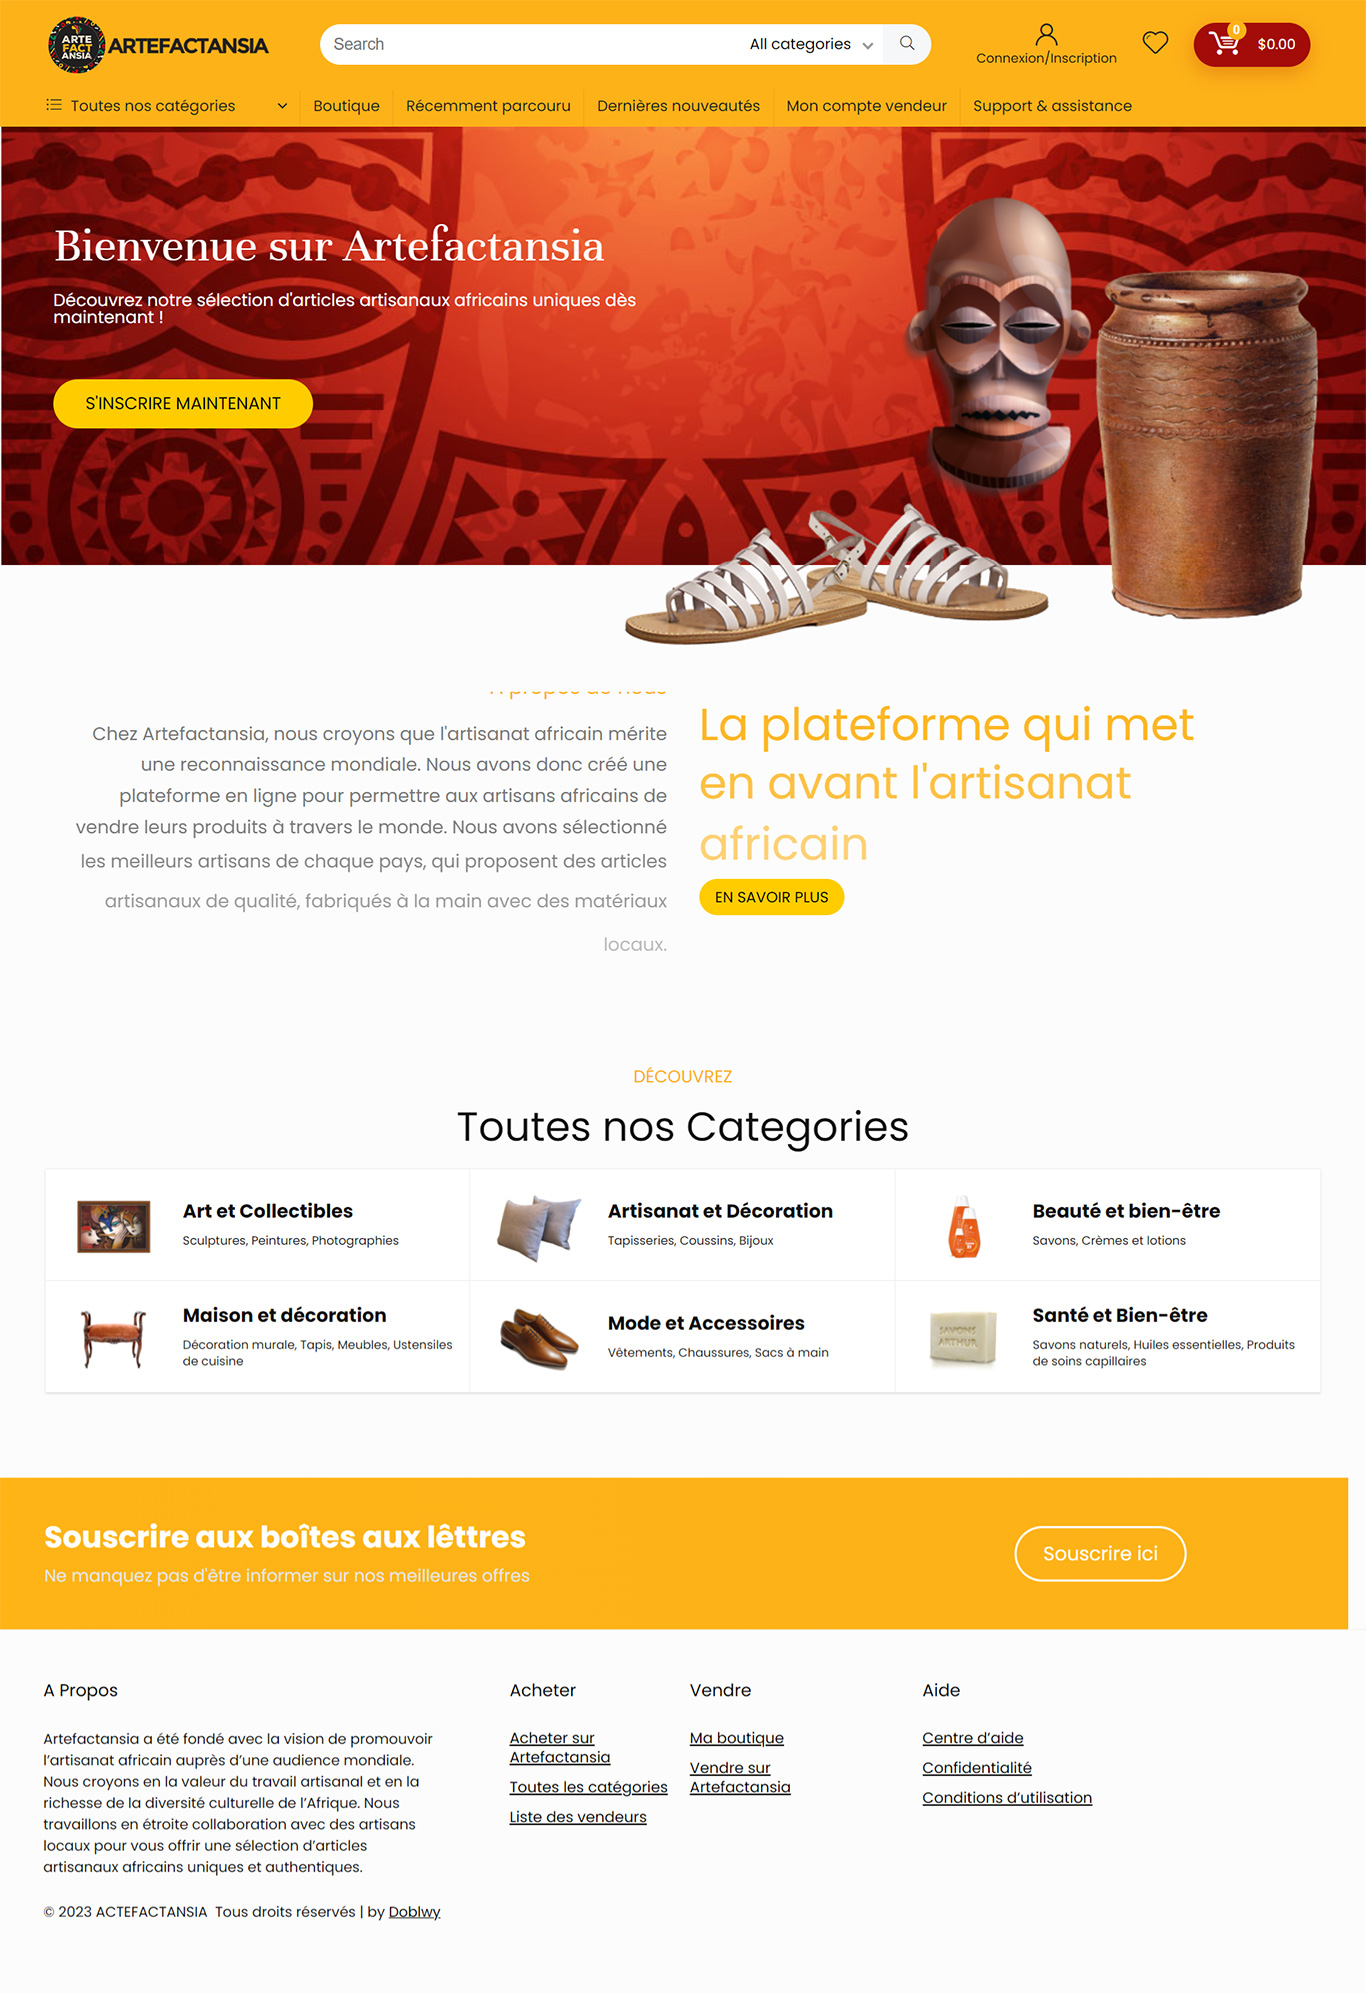 ARTE
FACT
ANSIA
ARTEFACTANSIA
Search
All categories
Connexion/Inscription
0
$0.00
Toutes nos catégories
Boutique
Récemment parcouru
Dernières nouveautés
Mon compte vendeur
Support & assistance
Bienvenue sur Artefactansia
Découvrez notre sélection d'articles artisanaux africains uniques dès
maintenant !
S'INSCRIRE MAINTENANT
A propos de nous
Chez Artefactansia, nous croyons que l'artisanat africain mérite
une reconnaissance mondiale. Nous avons donc créé une
plateforme en ligne pour permettre aux artisans africains de
vendre leurs produits à travers le monde. Nous avons sélectionné
les meilleurs artisans de chaque pays, qui proposent des articles
artisanaux de qualité, fabriqués à la main avec des matériaux
locaux.
La plateforme qui met
en avant l'artisanat
africain
EN SAVOIR PLUS
DÉCOUVREZ
Toutes nos Categories
Art et Collectibles
Sculptures, Peintures, Photographies
Artisanat et Décoration
Tapisseries, Coussins, Bijoux
Beauté et bien-être
Savons, Crèmes et lotions
Maison et décoration
Décoration murale, Tapis, Meubles, Ustensiles
de cuisine
Mode et Accessoires
Vêtements, Chaussures, Sacs à main
SAVONS
ARTHUR
Santé et Bien-être
Savons naturels, Huiles essentielles, Produits
de soins capillaires
Souscrire aux boîtes aux lêttres
Ne manquez pas d'être informer sur nos meilleures offres
Souscrire ici
A Propos
Artefactansia a été fondé avec la vision de promouvoir
l’artisanat africain auprès d’une audience mondiale.
Nous croyons en la valeur du travail artisanal et en la
richesse de la diversité culturelle de l’Afrique. Nous
travaillons en étroite collaboration avec des artisans
locaux pour vous offrir une sélection d’articles
artisanaux africains uniques et authentiques.
© 2023 ACTEFACTANSIA Tous droits réservés | by Doblwy
Acheter
Acheter sur
Artefactansia
Toutes les catégories
Liste des vendeurs
Vendre
Ma boutique
Vendre sur
Artefactansia
Aide
Centre d’aide
Confidentialité
Conditions d’utilisation